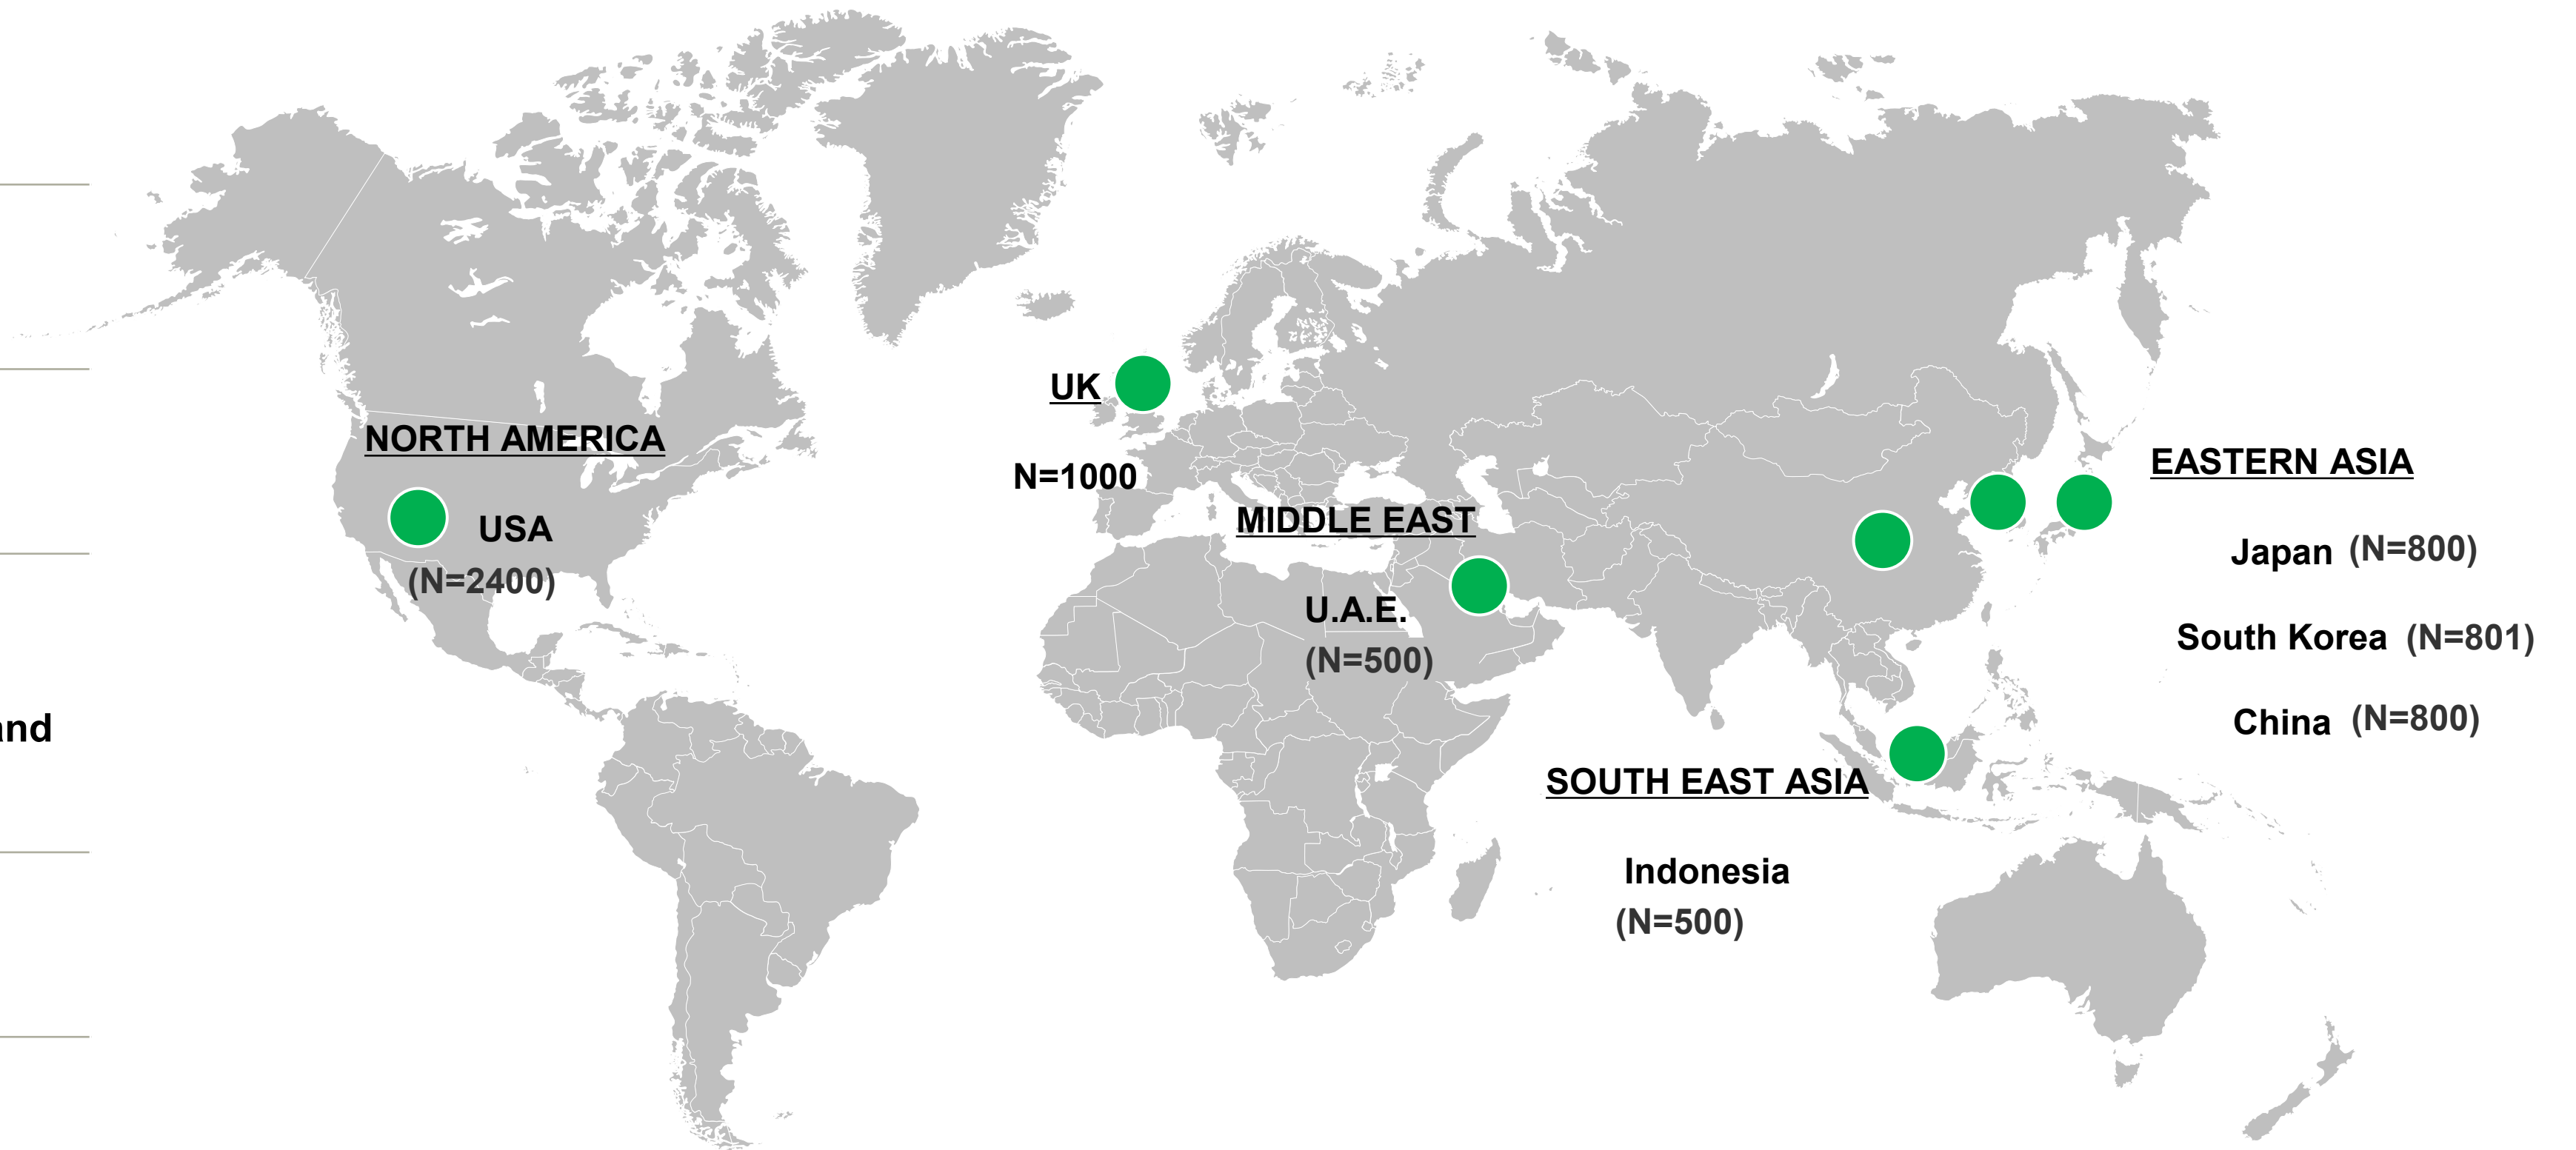 and
NORTH AMERICA
USA
(N=2400)
UK
N=1000
MIDDLE EAST
U.A.E.
(N=500)
EASTERN ASIA
Japan (N=800)
South Korea (N=801)
China (N=800)
SOUTH EAST ASIA
Indonesia
(N=500)